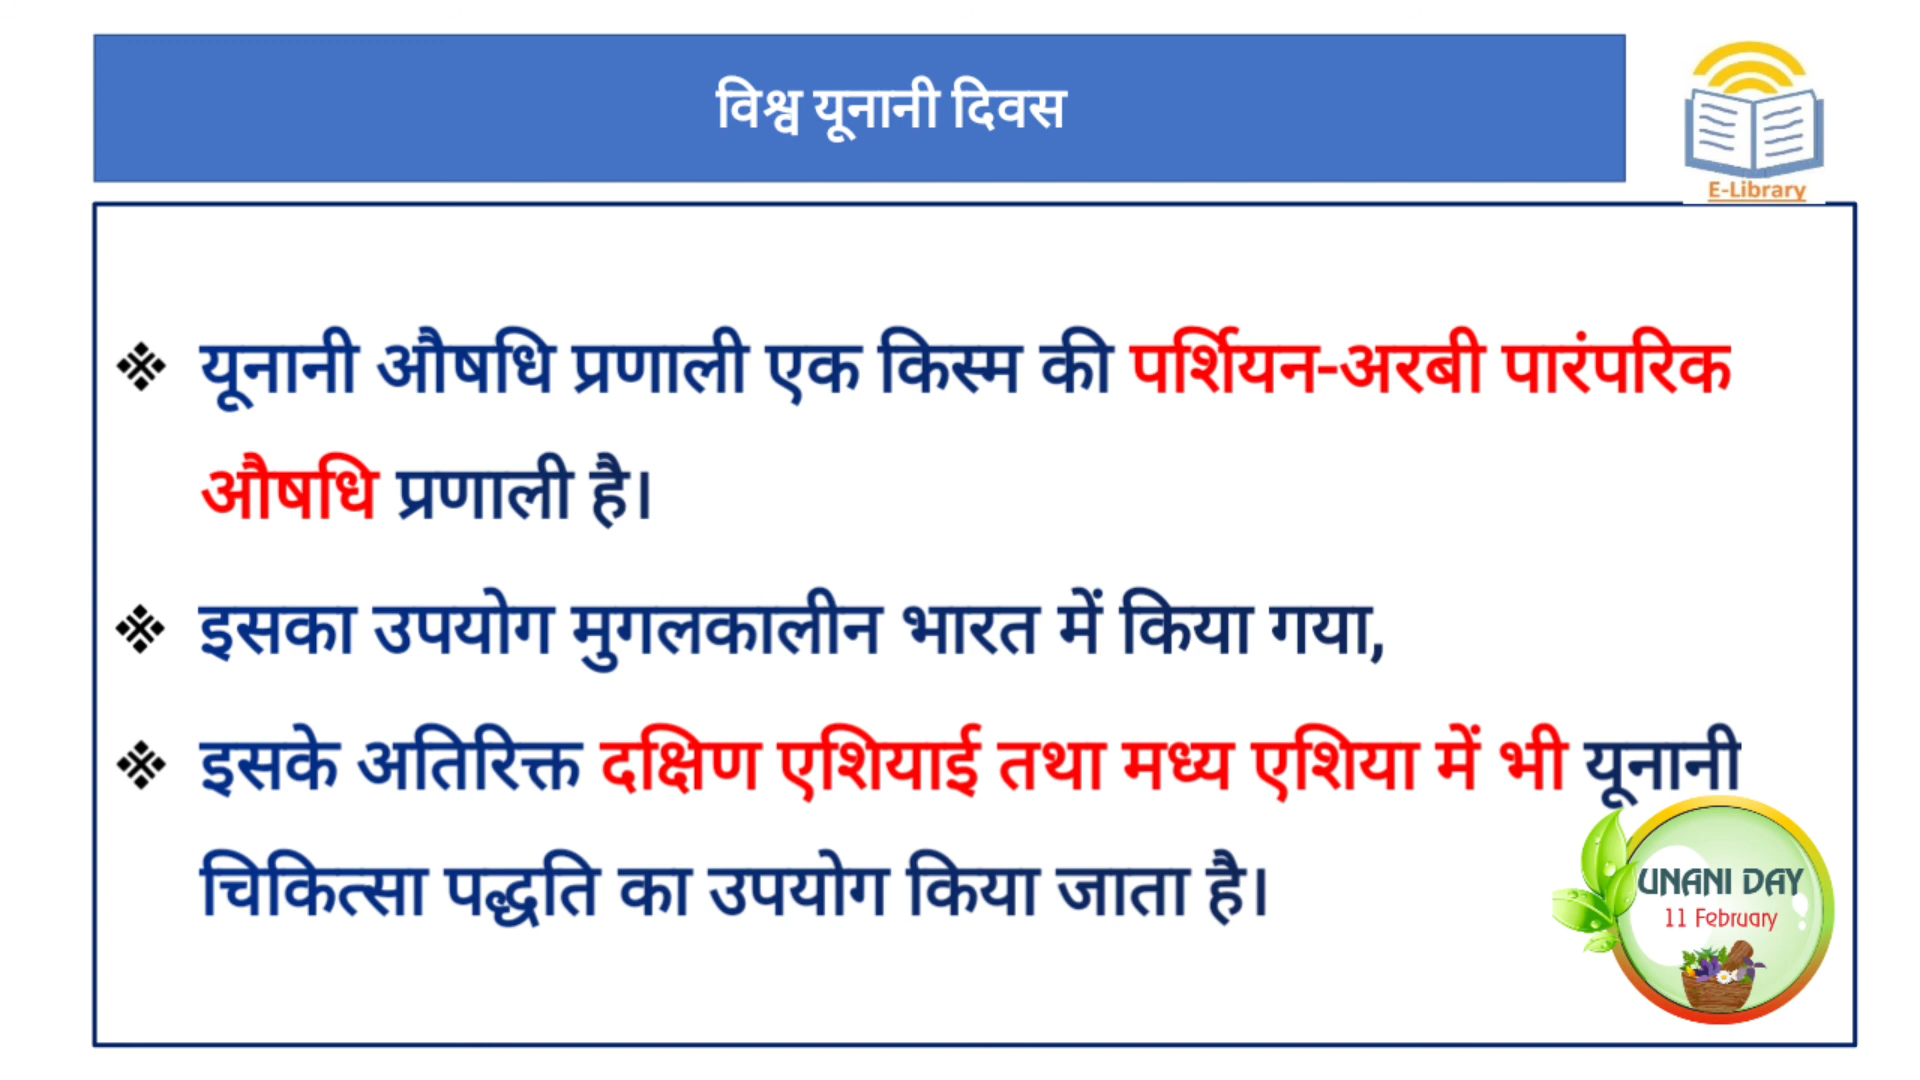 विश्व यूनानी दिवस
E-Library
❖ यूनानी औषधि प्रणाली एक किस्म की पर्शियन-अरबी पारंपरिक
औषधि प्रणाली है।
❖ इसका उपयोग मुगलकालीन भारत में किया गया,
❖ इसके अतिरिक्त दक्षिण एशियाई तथा मध्य एशिया में भी यूनानी
चिकित्सा पद्धति का उपयोग किया जाता है।
UNANI DAY
11 February